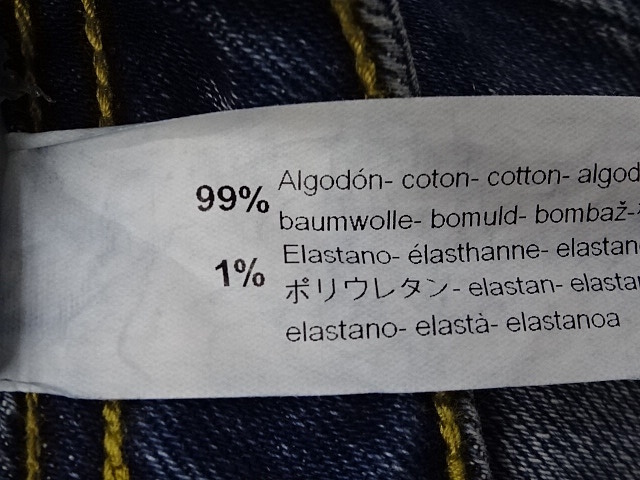 99% Algodón- coton- cotton- algod
baumwolle- bomuld- bombaž-
1% Elastano- élasthanne- elastan
ポリウレタン- elastan- elasta
elastano- elastà- elastanoa